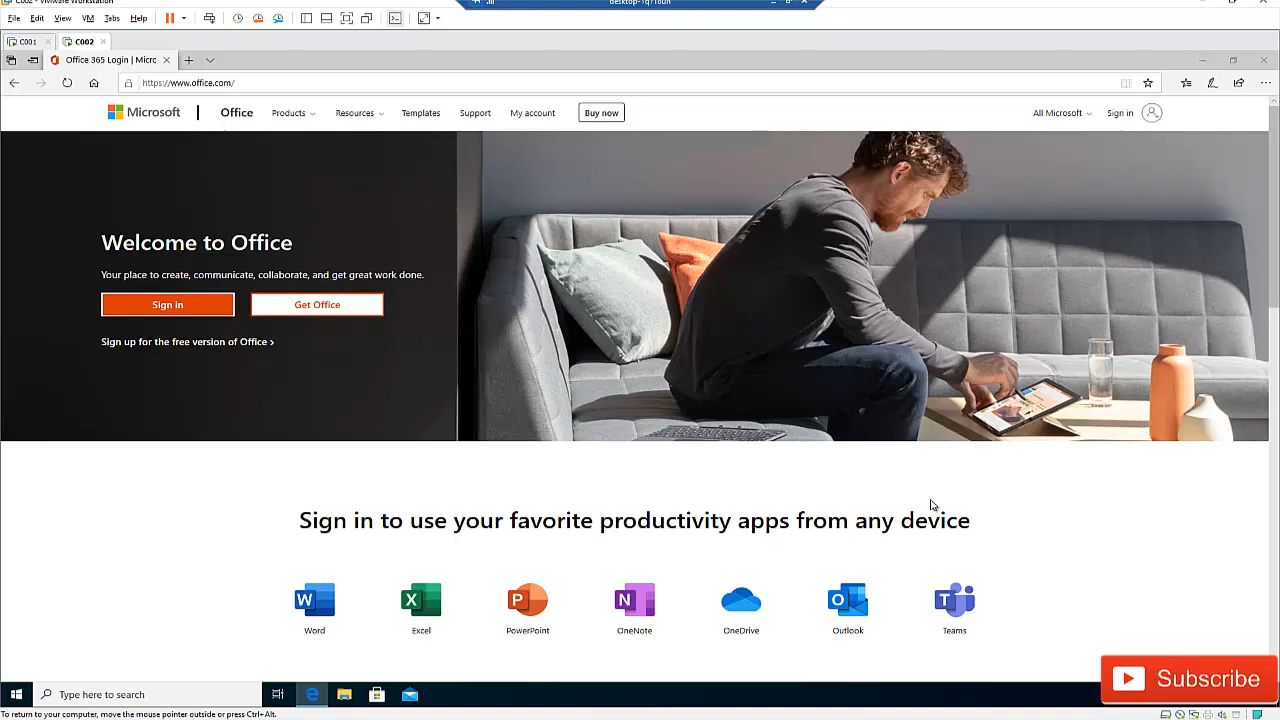 C002 - VMware Workstation
File Edit View VM Tabs Help
C001 C002
Office 365 Login | Micro
https://www.office.com/
Microsoft Office Products Resources Templates Support My account Buy now All Microsoft Sign in
Welcome to Office
Your place to create, communicate, collaborate, and get great work done.
Sign in Get Office
Sign up for the free version of Office >
Sign in to use your favorite productivity apps from any device
W X P N O T
Word Excel PowerPoint OneNote OneDrive Outlook Teams
Subscribe
Type here to search
To return to your computer, move the mouse pointer outside or press Ctrl+Alt.